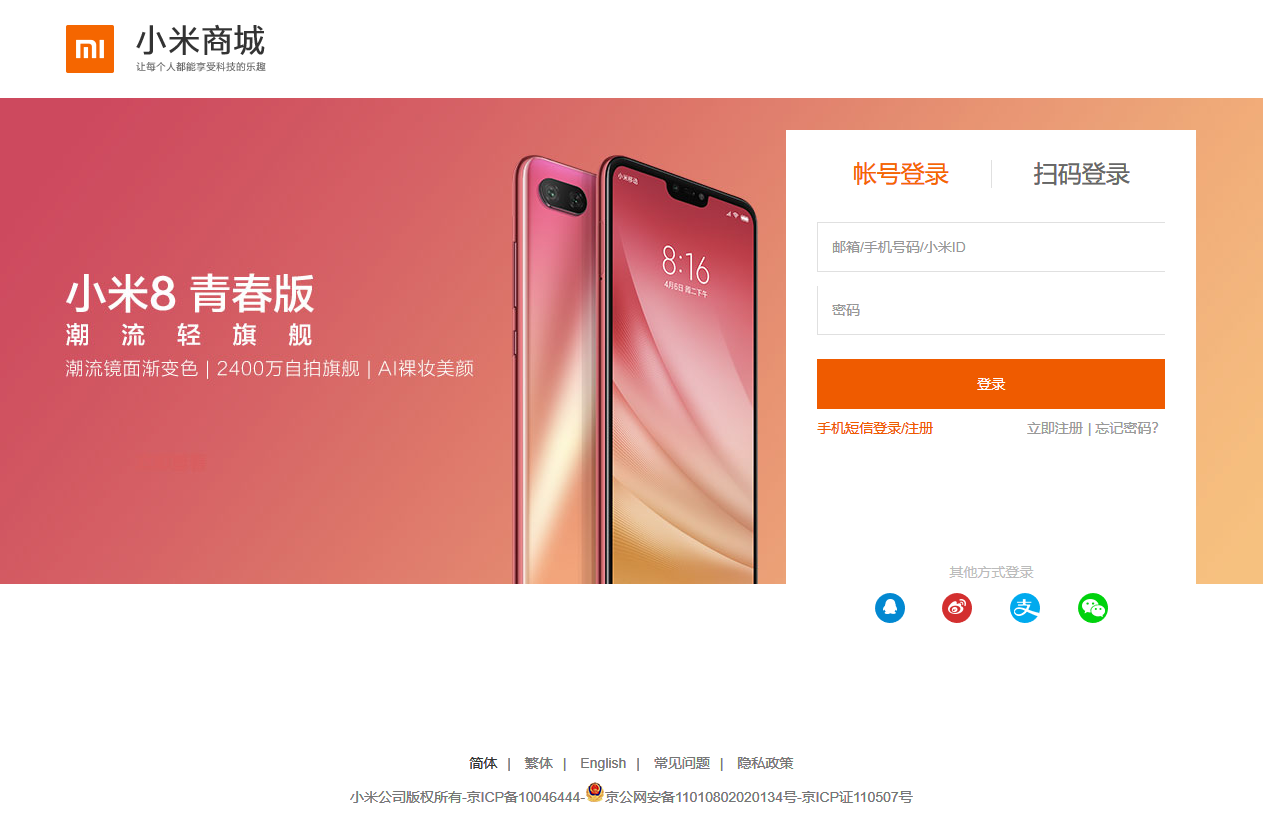 小米商城
让每个人都能享受科技的乐趣
小米8 青春版
潮流轻旗舰
潮流镜面渐变色 | 2400万自拍旗舰 | AI裸妆美颜
小米移动
8:16
4月6日 周二下午
帐号登录 扫码登录
邮箱/手机号码/小米ID
密码
登录
手机短信登录/注册 立即注册 | 忘记密码?
其他方式登录
简体 | 繁体 | English | 常见问题 | 隐私政策
小米公司版权所有-京ICP备10046444-京公网安备11010802020134号-京ICP证110507号